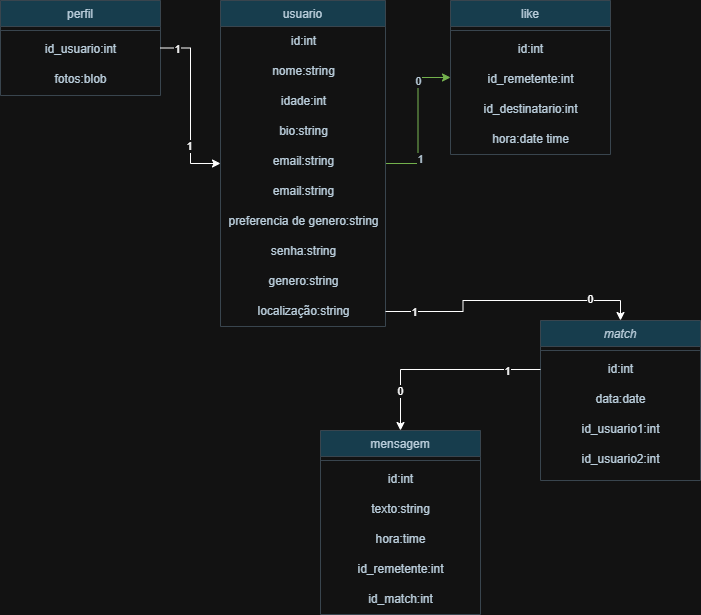 perfil
id_usuario:int
fotos:blob
1
1
usuario
id:int
nome:string
idade:int
bio:string
email:string
email:string
preferencia de genero:string
senha:string
genero:string
localização:string
0
1
like
id:int
id_remetente:int
id_destinatario:int
hora:date time
1
0
match
id:int
data:date
id_usuario1:int
id_usuario2:int
1
0
mensagem
id:int
texto:string
hora:time
id_remetente:int
id_match:int